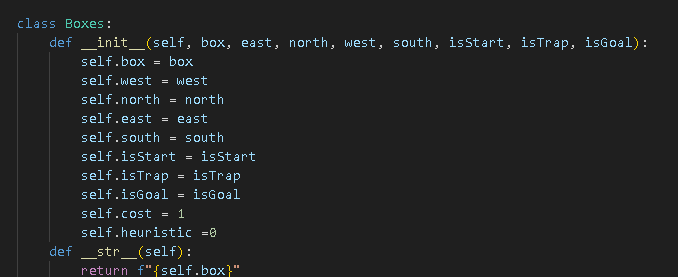 class Boxes:
    def __init__(self, box, east, north, west, south, isStart, isTrap, isGoal):
        self.box = box
        self.west = west
        self.north = north
        self.east = east
        self.south = south
        self.isStart = isStart
        self.isTrap = isTrap
        self.isGoal = isGoal
        self.cost = 1
        self.heuristic =0
    def __str__(self):
        return f"{self.box}"